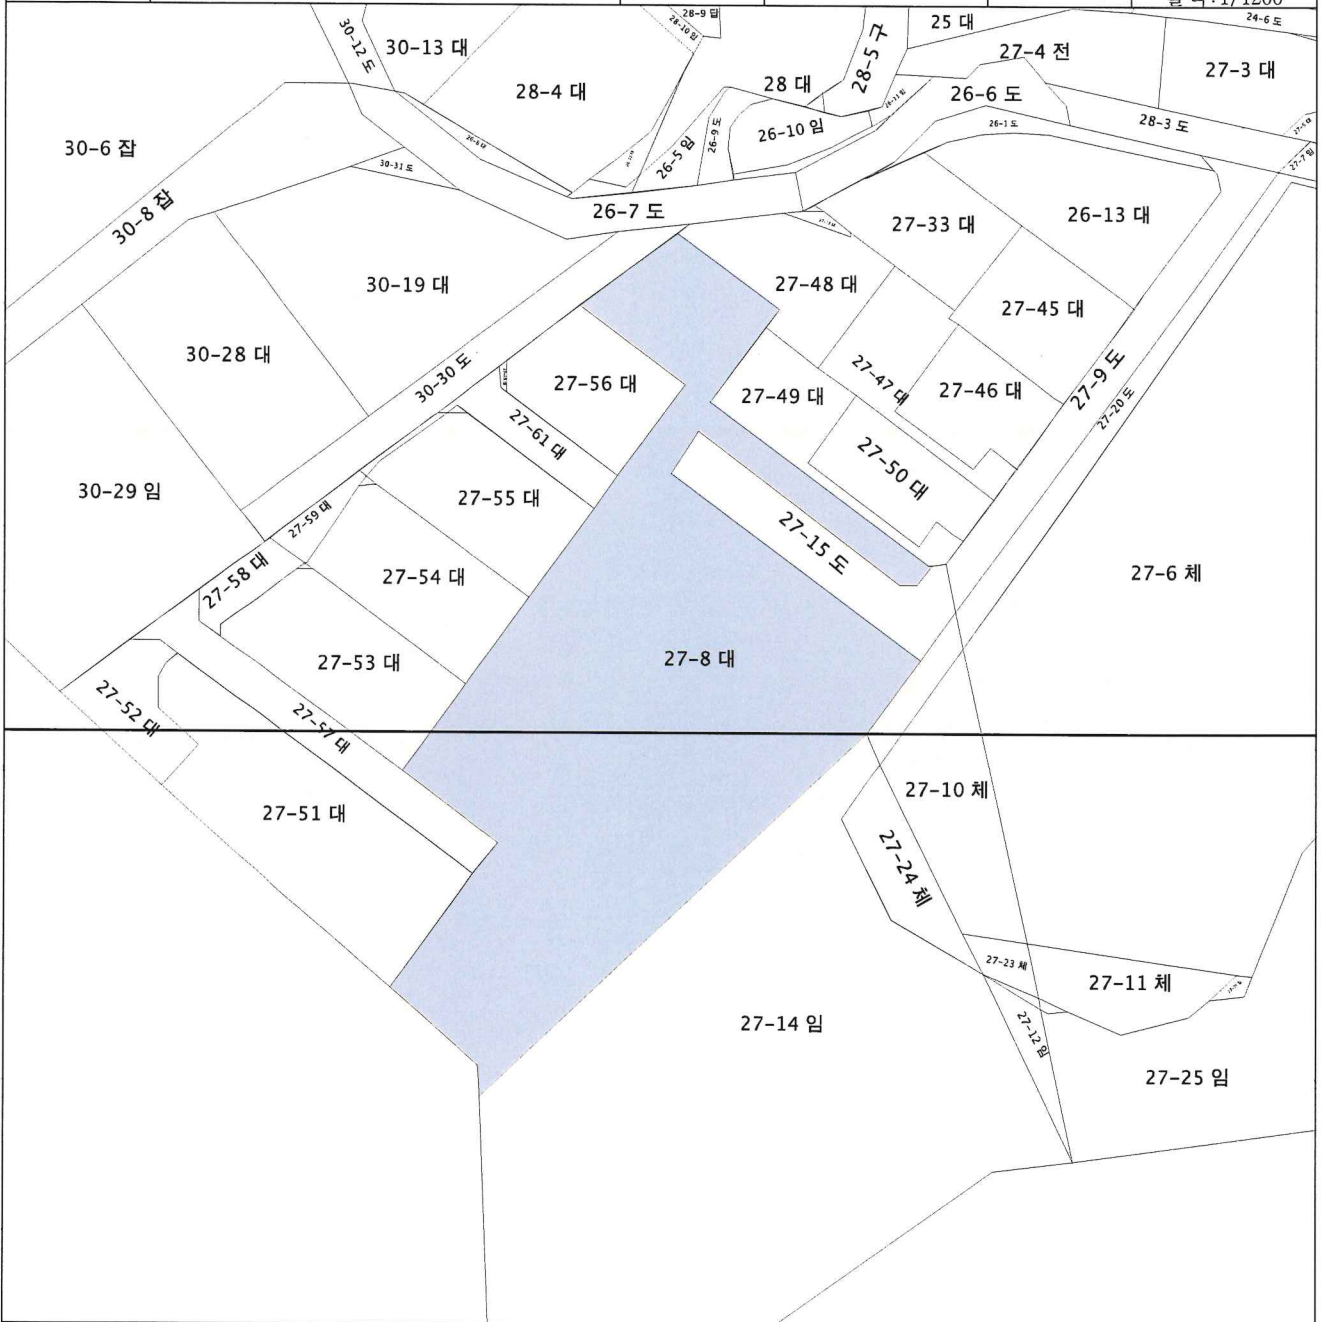 1/1200
28-9 답
28-10 임
25 대
24-6 도
30-12 도
30-13 대
28-5 구
27-4 전
27-3 대
28-4 대
28 대
26-6 도
26-10 임
26-9 도
26-1 도
28-3 도
30-6 잡
26-5 임
27-7 임
30-31 도
30-8 잡
26-7 도
27-33 대
26-13 대
30-19 대
27-48 대
27-45 대
30-28 대
30-30 도
27-56 대
27-49 대
27-47 대
27-46 대
27-9 도
27-20 도
27-61 대
30-29 임
27-55 대
27-50 대
27-59 대
27-15 도
27-58 대
27-54 대
27-6 체
27-53 대
27-8 대
27-52 대
27-57 대
27-10 체
27-51 대
27-24 체
27-23 체
27-11 체
27-14 임
27-12 임
27-25 임